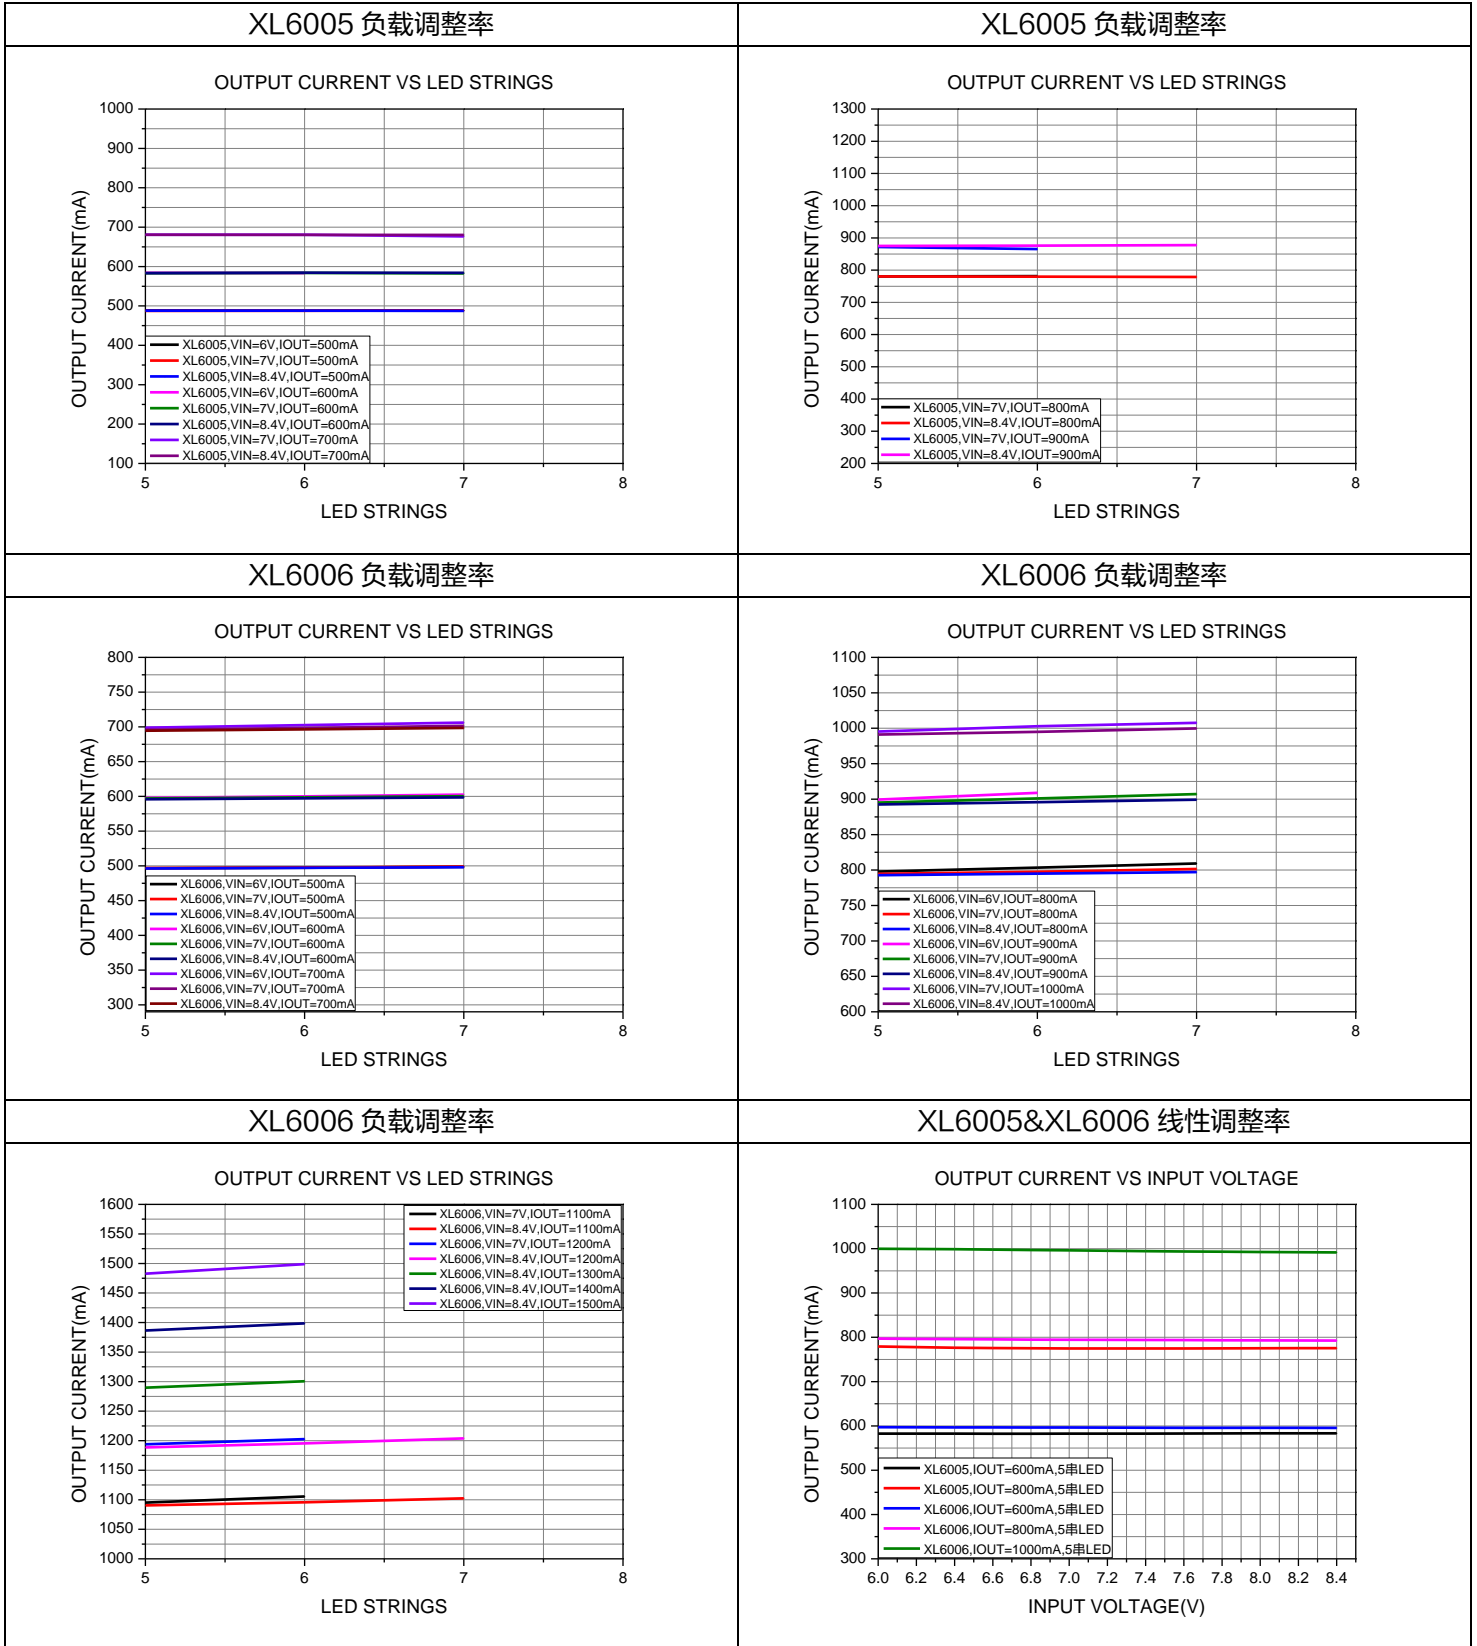 XL6005 负载调整率
XL6005 负载调整率
OUTPUT CURRENT VS LED STRINGS
1000
900
800
700
600
500
400
300
200
100
OUTPUT CURRENT(mA)
XL6005,VIN=6V,IOUT=500mA
XL6005,VIN=7V,IOUT=500mA
XL6005,VIN=8.4V,IOUT=500mA
XL6005,VIN=6V,IOUT=600mA
XL6005,VIN=7V,IOUT=600mA
XL6005,VIN=8.4V,IOUT=600mA
XL6005,VIN=7V,IOUT=700mA
XL6005,VIN=8.4V,IOUT=700mA
5 6 7 8
LED STRINGS
OUTPUT CURRENT VS LED STRINGS
1300
1200
1100
1000
900
800
700
600
500
400
300
200
OUTPUT CURRENT(mA)
XL6005,VIN=7V,IOUT=800mA
XL6005,VIN=8.4V,IOUT=800mA
XL6005,VIN=7V,IOUT=900mA
XL6005,VIN=8.4V,IOUT=900mA
5 6 7 8
LED STRINGS
XL6006 负载调整率
XL6006 负载调整率
OUTPUT CURRENT VS LED STRINGS
800
750
700
650
600
550
500
450
400
350
300
OUTPUT CURRENT(mA)
XL6006,VIN=6V,IOUT=500mA
XL6006,VIN=7V,IOUT=500mA
XL6006,VIN=8.4V,IOUT=500mA
XL6006,VIN=6V,IOUT=600mA
XL6006,VIN=7V,IOUT=600mA
XL6006,VIN=8.4V,IOUT=600mA
XL6006,VIN=6V,IOUT=700mA
XL6006,VIN=7V,IOUT=700mA
XL6006,VIN=8.4V,IOUT=700mA
5 6 7 8
LED STRINGS
OUTPUT CURRENT VS LED STRINGS
1100
1050
1000
950
900
850
800
750
700
650
600
OUTPUT CURRENT(mA)
XL6006,VIN=6V,IOUT=800mA
XL6006,VIN=7V,IOUT=800mA
XL6006,VIN=8.4V,IOUT=800mA
XL6006,VIN=6V,IOUT=900mA
XL6006,VIN=7V,IOUT=900mA
XL6006,VIN=8.4V,IOUT=900mA
XL6006,VIN=7V,IOUT=1000mA
XL6006,VIN=8.4V,IOUT=1000mA
5 6 7 8
LED STRINGS
XL6006 负载调整率
XL6005&XL6006 线性调整率
OUTPUT CURRENT VS LED STRINGS
1600
1550
1500
1450
1400
1350
1300
1250
1200
1150
1100
1050
1000
OUTPUT CURRENT(mA)
XL6006,VIN=7V,IOUT=1100mA
XL6006,VIN=8.4V,IOUT=1100mA
XL6006,VIN=7V,IOUT=1200mA
XL6006,VIN=8.4V,IOUT=1200mA
XL6006,VIN=8.4V,IOUT=1300mA
XL6006,VIN=8.4V,IOUT=1400mA
XL6006,VIN=8.4V,IOUT=1500mA
5 6 7 8
LED STRINGS
OUTPUT CURRENT VS INPUT VOLTAGE
1100
1000
900
800
700
600
500
400
300
OUTPUT CURRENT(mA)
XL6005,IOUT=600mA,5串LED
XL6005,IOUT=800mA,5串LED
XL6006,IOUT=600mA,5串LED
XL6006,IOUT=800mA,5串LED
XL6006,IOUT=1000mA,5串LED
6.0 6.2 6.4 6.6 6.8 7.0 7.2 7.4 7.6 7.8 8.0 8.2 8.4
INPUT VOLTAGE(V)